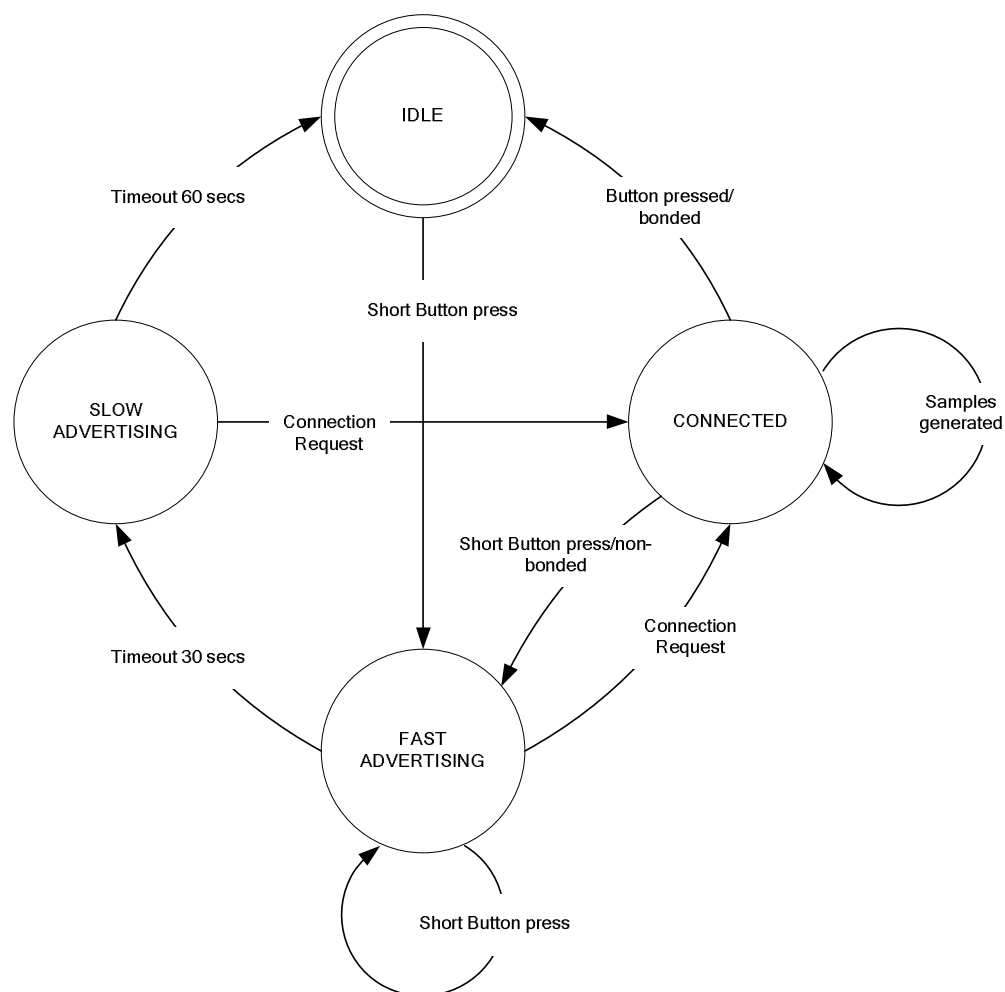 IDLE
Timeout 60 secs
Button pressed/
bonded
Short Button press
SLOW
ADVERTISING
Connection
Request
CONNECTED
Samples
generated
Short Button press/non-
bonded
Connection
Request
Timeout 30 secs
FAST
ADVERTISING
Short Button press